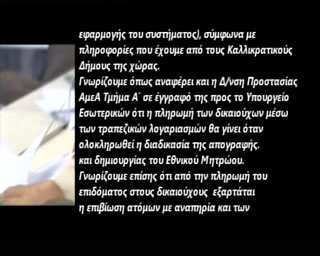 εφαρμογής του συστήματος), σύμφωνα με
πληροφορίες που έχουμε από τους Καλλικρατικούς
Δήμους της χώρας.
Γνωρίζουμε όπως αναφέρει και η Δ/νση Προστασίας
ΑμεΑ Τμήμα Α΄ σε έγγραφό της προς το Υπουργείο
Εσωτερικών ότι η πληρωμή των δικαιούχων μέσω
των τραπεζικών λογαριασμών θα γίνει όταν
ολοκληρωθεί η διαδικασία της απογραφής.
και δημιουργίας του Εθνικού Μητρώου.
Γνωρίζουμε επίσης ότι από την πληρωμή του
επιδόματος στους δικαιούχους εξαρτάται
η επιβίωση ατόμων με αναπηρία και των